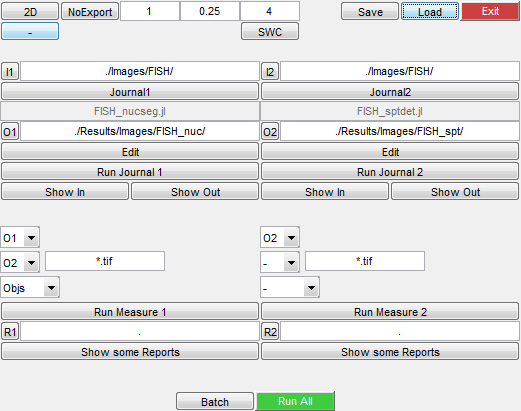 2D NoExport 1 0.25 4 Save Load Exit
- SWC
I1 ./Images/FISH/ I2 ./Images/FISH/
Journal1 Journal2
FISH_nucseg.jl FISH_sptdet.jl
O1 ./Results/Images/FISH_nuc/ O2 ./Results/Images/FISH_spt/
Edit Edit
Run Journal 1 Run Journal 2
Show In Show Out Show In Show Out
O1 O2
O2 *.tif - *.tif
Objs -
Run Measure 1 Run Measure 2
R1 . R2 .
Show some Reports Show some Reports
Batch Run All